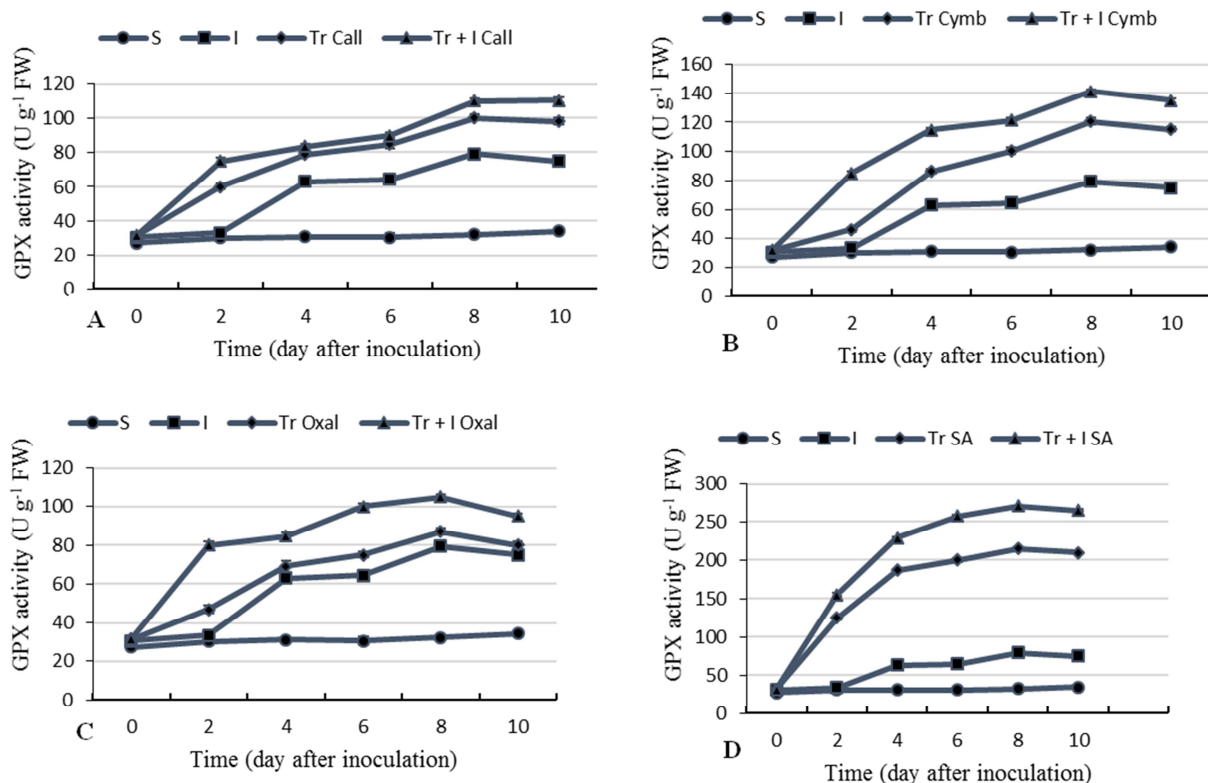 S I Tr Call Tr + I Call
GPX activity (U g⁻¹ FW)
120
100
80
60
40
20
0
0 2 4 6 8 10
A
Time (day after inoculation)
S I Tr Cymb Tr + I Cymb
GPX activity (U g⁻¹ FW)
160
140
120
100
80
60
40
20
0
0 2 4 6 8 10
B
Time (day after inoculation)
S I Tr Oxal Tr + I Oxal
GPX activity (U g⁻¹ FW)
120
100
80
60
40
20
0
0 2 4 6 8 10
C
Time (day after inoculation)
S I Tr SA Tr + I SA
GPX activity (U g⁻¹ FW)
300
250
200
150
100
50
0
0 2 4 6 8 10
D
Time (day after inoculation)